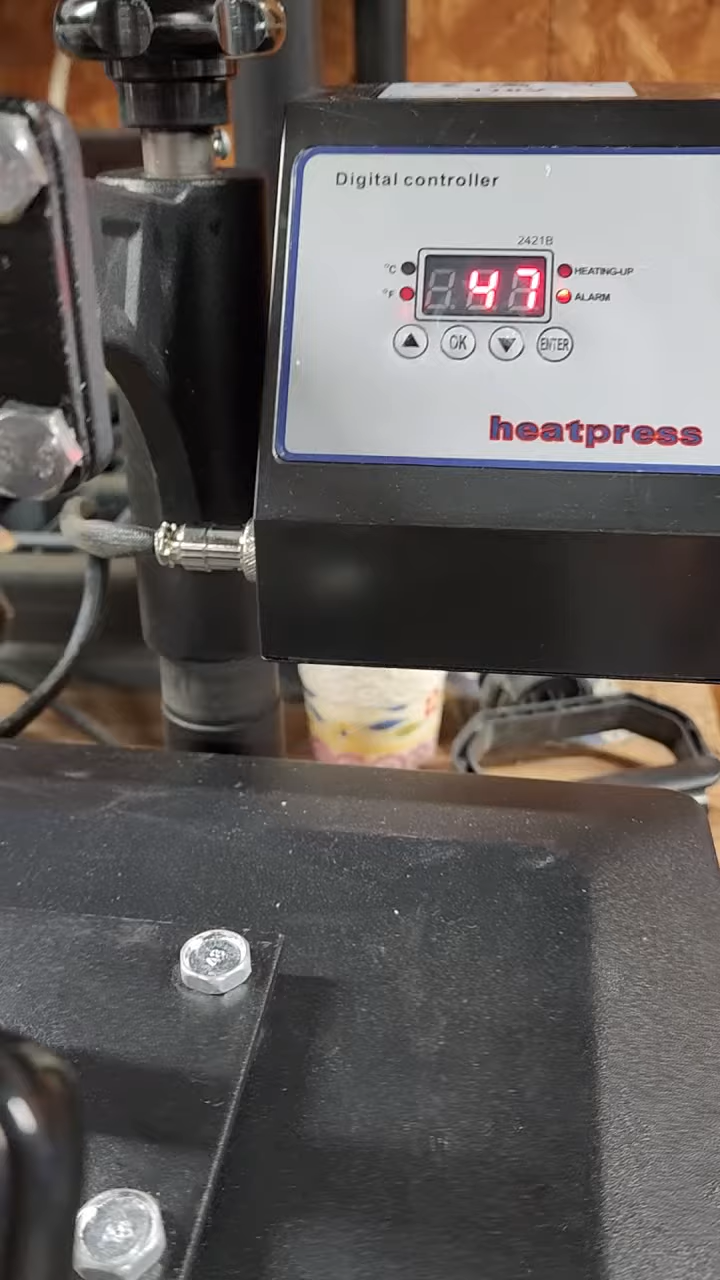 Digital controller
2421B
°C
HEATING-UP
47
°F
ALARM
OK
ENTER
heatpress